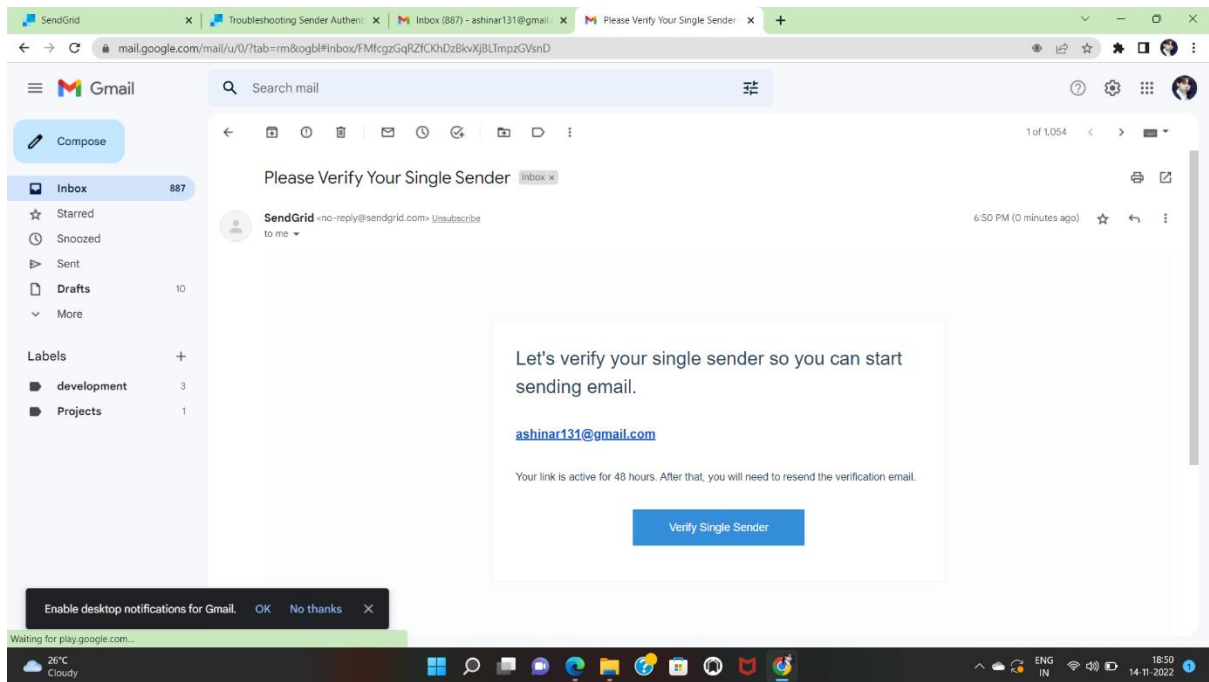 SendGrid
Troubleshooting Sender Authent
Inbox (887) - ashinar131@gmail.
Please Verify Your Single Sender
mail.google.com/mail/u/0/?tab=rm&ogbl#inbox/FMfcgzGqRZfCKhDzBkvXjBLTmpzGVsnD
Gmail
Search mail
Compose
1 of 1,054
Inbox 887
Starred
Snoozed
Sent
Drafts 10
More
Labels
development 3
Projects 1
Please Verify Your Single Sender Inbox x
SendGrid <no-reply@sendgrid.com> Unsubscribe
6:50 PM (0 minutes ago)
to me
Let's verify your single sender so you can start
sending email.
ashinar131@gmail.com
Your link is active for 48 hours. After that, you will need to resend the verification email.
Verify Single Sender
Enable desktop notifications for Gmail. OK No thanks
Waiting for play.google.com...
26°C
Cloudy
ENG
IN
18:50
14-11-2022
1